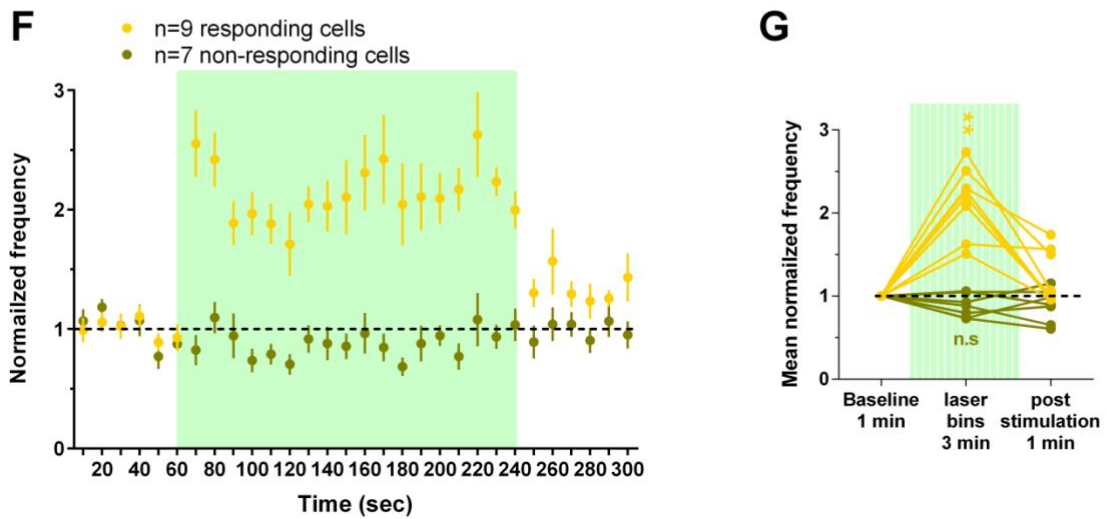 F
n=9 responding cells
n=7 non-responding cells
Normailzed frequency
3
2
1
0
20 40 60 80 100 120 140 160 180 200 220 240 260 280 300
Time (sec)
G
Mean normailzed frequency
3
2
1
0
**
n.s
Baseline
1 min
laser
bins
3 min
post
stimulation
1 min